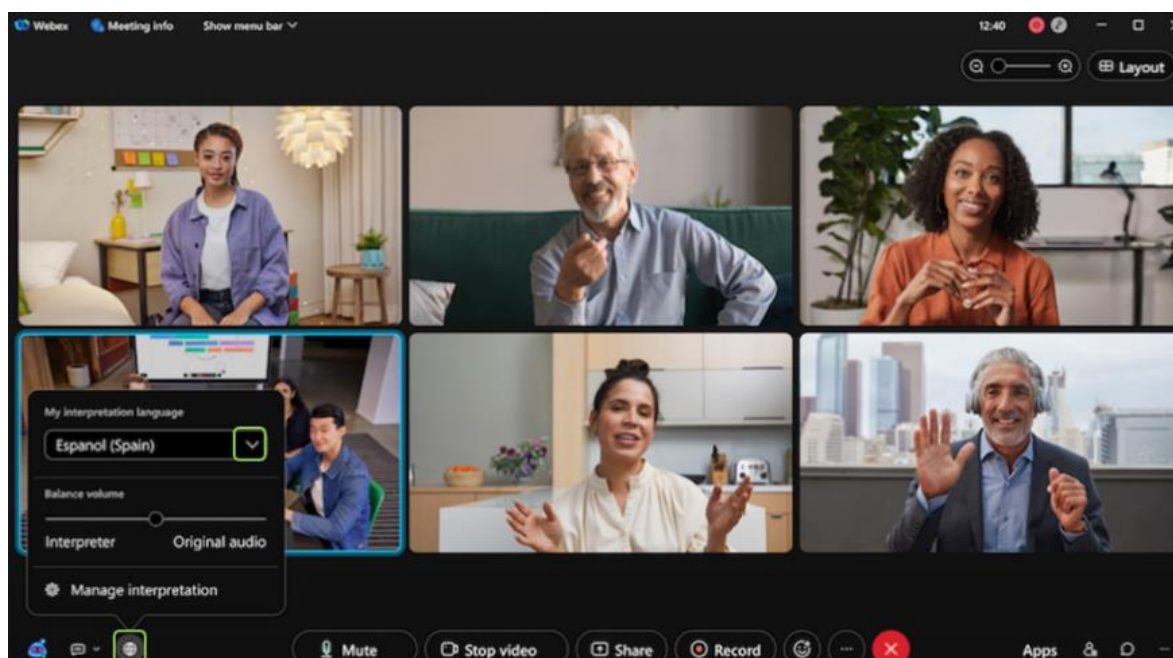 Webex Meeting info Show menu bar 12:40
Layout
My interpretation language
Espanol (Spain)
Balance volume
Interpreter Original audio
Manage interpretation
Mute Stop video Share Record Apps